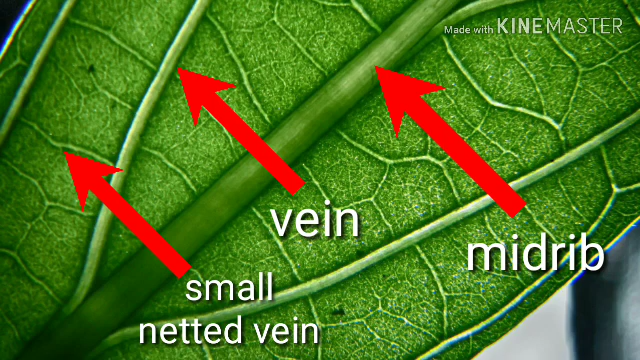 Made with KINEMASTER
vein
midrib
small
netted vein